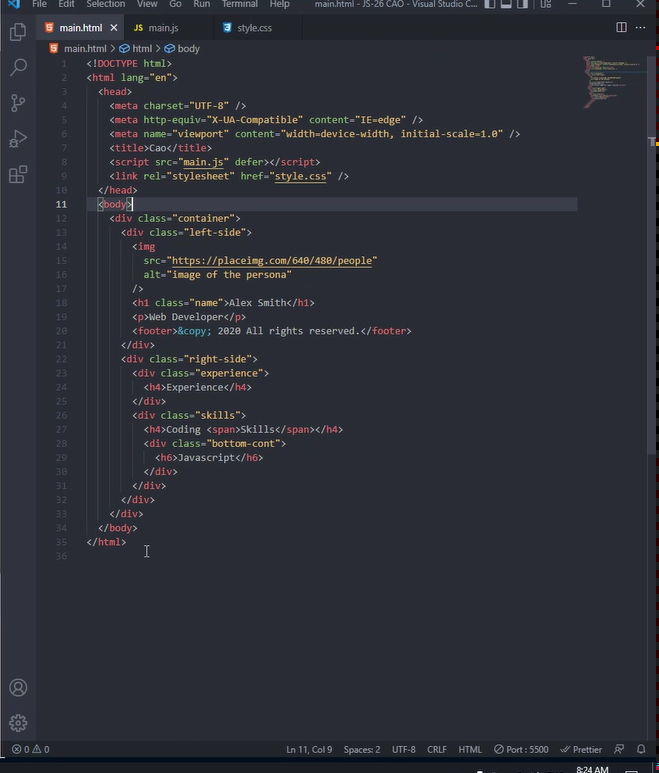 File Edit Selection View Go Run Terminal Help main.html - JS-26 CAO - Visual Studio C...
main.html JS main.js style.css
main.html > html > body
1 <!DOCTYPE html>
2 <html lang="en">
3 <head>
4 <meta charset="UTF-8" />
5 <meta http-equiv="X-UA-Compatible" content="IE=edge" />
6 <meta name="viewport" content="width=device-width, initial-scale=1.0" />
7 <title>Cao</title>
8 <script src="main.js" defer></script>
9 <link rel="stylesheet" href="style.css" />
10 </head>
11 <body>
12 <div class="container">
13 <div class="left-side">
14 <img
15 src="https://placeimg.com/640/480/people"
16 alt="image of the persona"
17 />
18 <h1 class="name">Alex Smith</h1>
19 <p>Web Developer</p>
20 <footer>&copy; 2020 All rights reserved.</footer>
21 </div>
22 <div class="right-side">
23 <div class="experience">
24 <h4>Experience</h4>
25 </div>
26 <div class="skills">
27 <h4>Coding <span>Skills</span></h4>
28 <div class="bottom-cont">
29 <h6>Javascript</h6>
30 </div>
31 </div>
32 </div>
33 </div>
34 </body>
35 </html>
36
0 0 Ln 11, Col 9 Spaces: 2 UTF-8 CRLF HTML Port : 5500 Prettier
8:24 AM